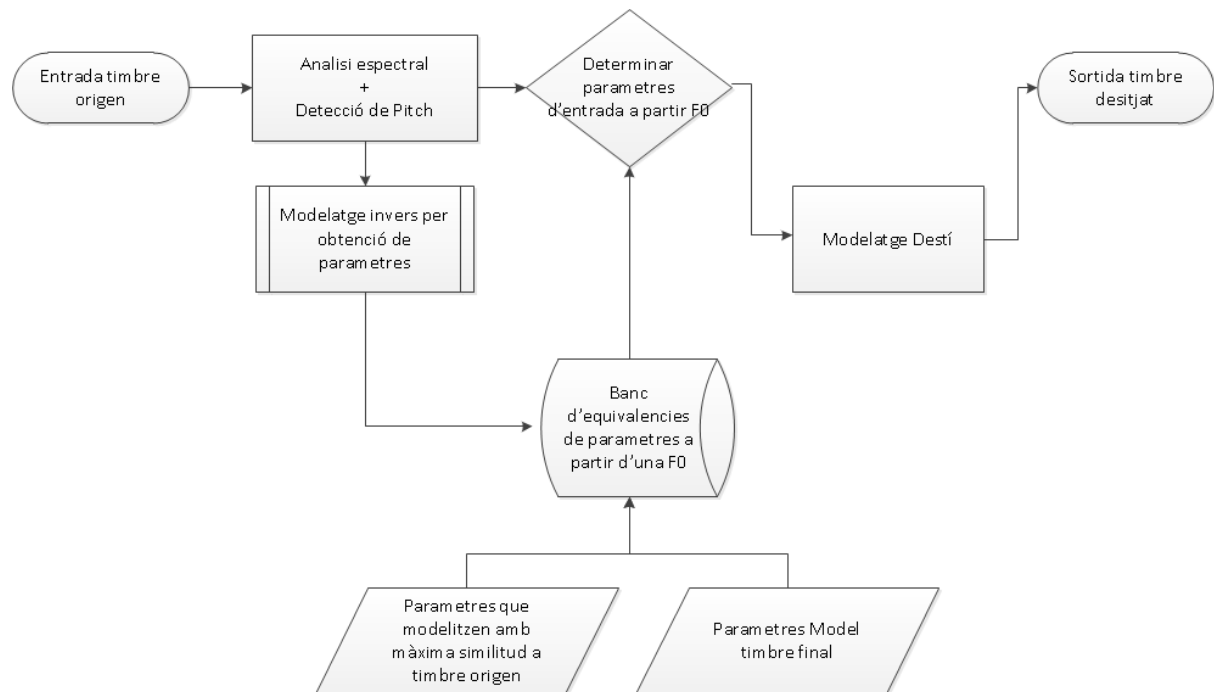 Entrada timbre
origen
Analisi espectral
+
Detecció de Pitch
Determinar
parametres
d'entrada a partir F0
Sortida timbre
desitjat
Modelatge invers per
obtenció de
parametres
Modelatge Destí
Banc
d'equivalencies
de parametres a
partir d'una F0
Parametres que
modelitzen amb
màxima similitud a
timbre origen
Parametres Model
timbre final